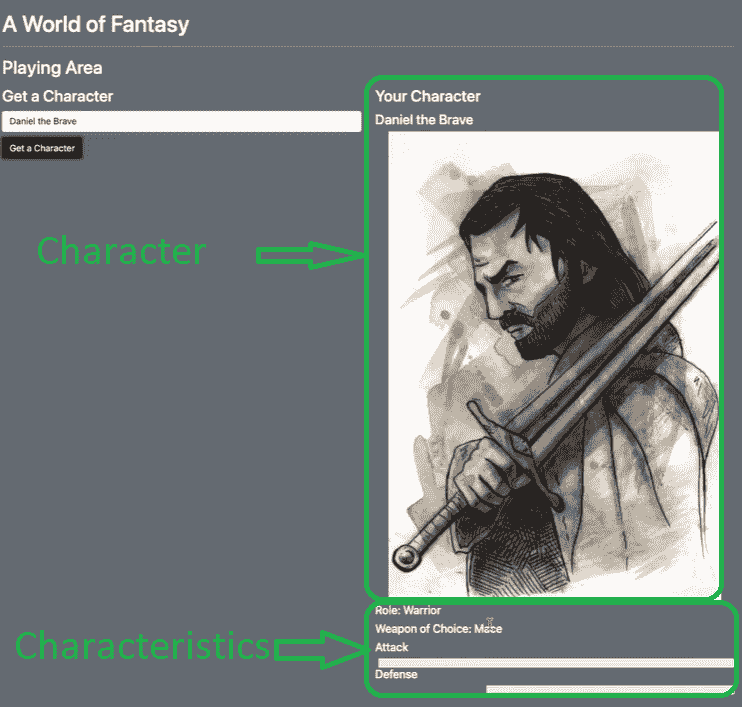 A World of Fantasy
Playing Area
Get a Character
Daniel the Brave
Get a Character
Your Character
Daniel the Brave
Character
Role: Warrior
Weapon of Choice: Mace
Characteristics
Attack
Defense